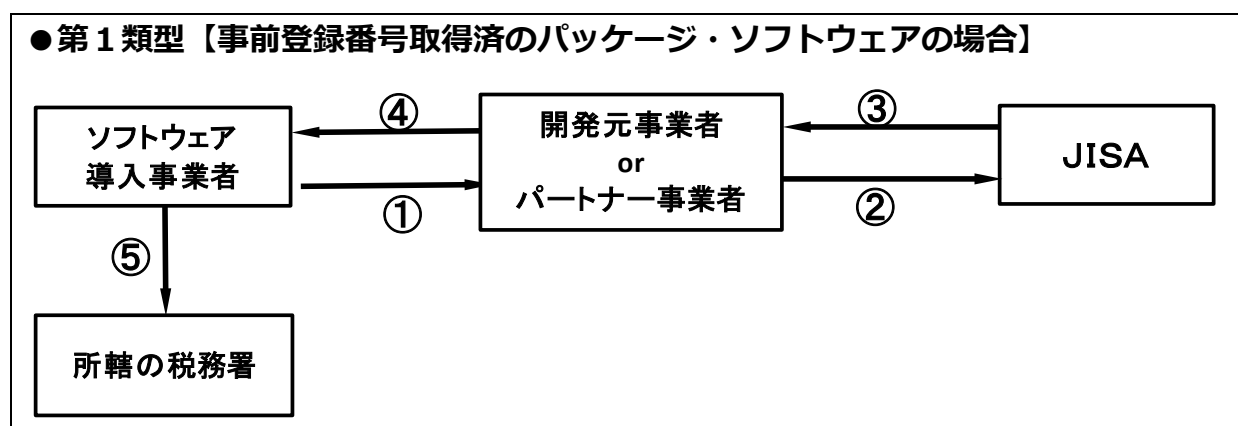 ●第１類型【事前登録番号取得済のパッケージ・ソフトウェアの場合】
ソフトウェア
導入事業者
④
①
開発元事業者
or
パートナー事業者
③
②
ＪＩＳＡ
⑤
所轄の税務署